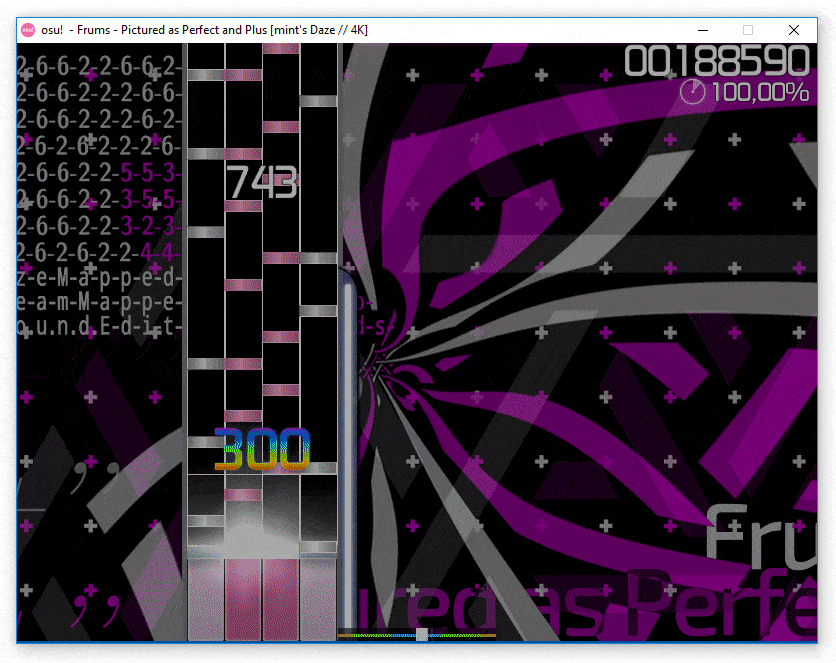 osu! - Frums - Pictured as Perfect and Plus [mint's Daze // 4K]
00188590
100,00%
2-6-6-2-2-6-6-2-
2-6-6-2-2-2-6-6-
2-6-6-2-2-2-6-2-
2-6-2-6-2-2-2-6-
2-6-6-2-2-5-5-3-
2-6-6-2-2-3-5-5-
2-6-6-2-2-3-2-3-
2-6-2-6-2-2-4-4-
z-e-M-a-p-p-e-d-
e-a-m-M-a-p-p-e-
o.u.n.d.E-d-i-t-
d-s-
743
300
Fru
ured as Perfe